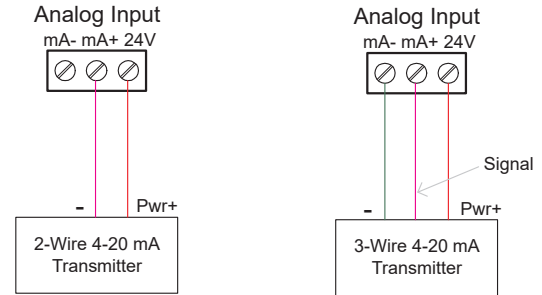 Analog Input
mA- mA+ 24V
- Pwr+
2-Wire 4-20 mA
Transmitter
Analog Input
mA- mA+ 24V
Signal
- Pwr+
3-Wire 4-20 mA
Transmitter